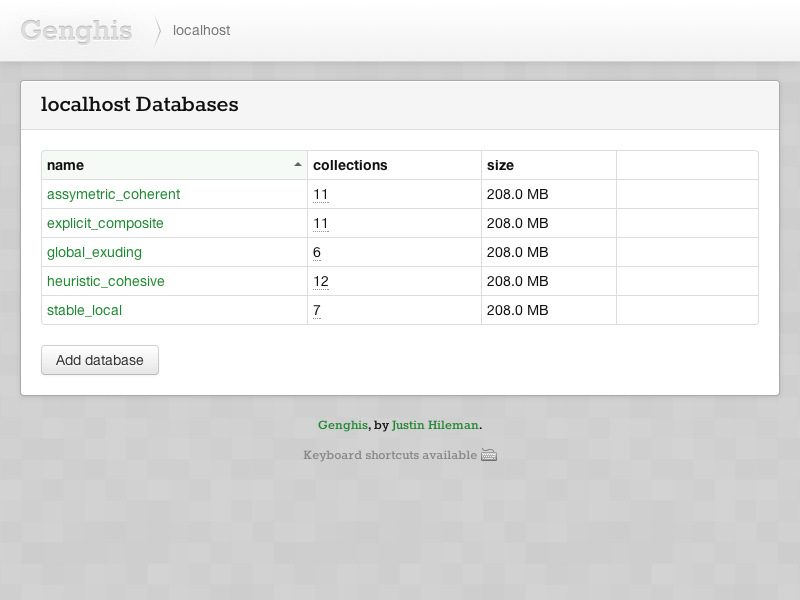 Genghis localhost
localhost Databases
name collections size
assymetric_coherent 11 208.0 MB
explicit_composite 11 208.0 MB
global_exuding 6 208.0 MB
heuristic_cohesive 12 208.0 MB
stable_local 7 208.0 MB
Add database
Genghis, by Justin Hileman.
Keyboard shortcuts available